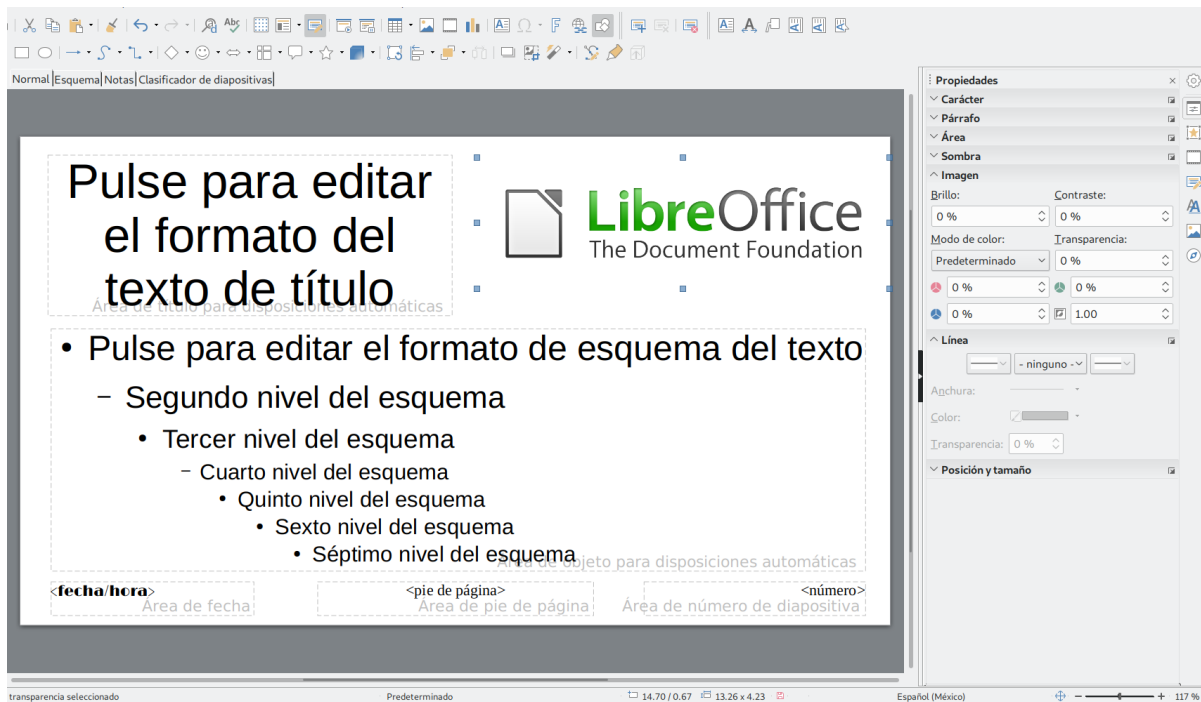 Normal Esquema Notas Clasificador de diapositivas
Propiedades
Carácter
Párrafo
Área
Sombra
Imagen
Brillo: Contraste:
0 % 0 %
Modo de color: Transparencia:
Predeterminado 0 %
0 % 0 %
0 % 1.00
Línea
- ninguno -
Anchura:
Color:
Transparencia: 0 %
Posición y tamaño
Pulse para editar
el formato del
texto de título
Área de título para disposiciones automáticas
LibreOffice
The Document Foundation
• Pulse para editar el formato de esquema del texto
– Segundo nivel del esquema
• Tercer nivel del esquema
– Cuarto nivel del esquema
• Quinto nivel del esquema
• Sexto nivel del esquema
• Séptimo nivel del esquema
Área de objeto para disposiciones automáticas
<fecha/hora> <pie de página> <número>
Área de fecha Área de pie de página Área de número de diapositiva
transparencia seleccionado Predeterminado 14.70 / 0.67 13.26 x 4.23 Español (México) 117 %